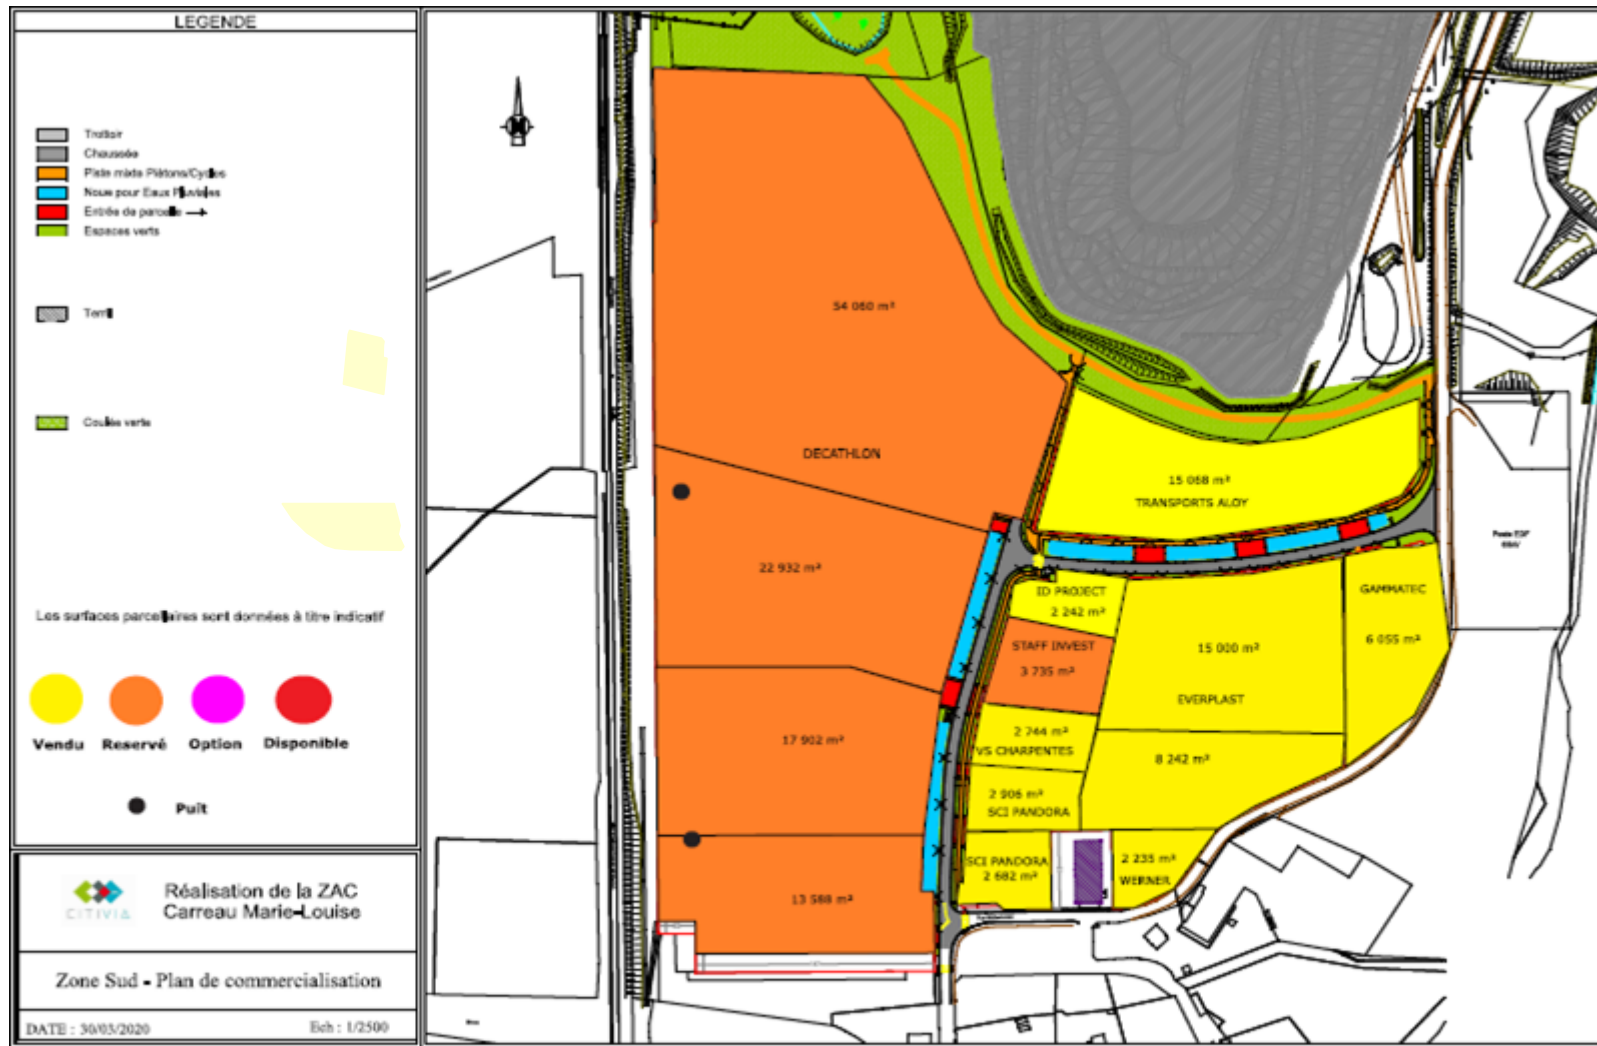 LEGENDE
Trottoir
Chaussée
Piste mixte Piétons/Cycles
Noue pour Eaux Pluviales
Entrée de parcelle
Espaces verts
Terril
Coulée verte
Les surfaces parcellaires sont données à titre indicatif
Vendu Reservé Option Disponible
Puit
CITIVIA
Réalisation de la ZAC
Carreau Marie-Louise
Zone Sud - Plan de commercialisation
DATE : 30/03/2020 Ech : 1/2500
N
54 060 m²
DECATHLON
22 932 m²
17 902 m²
13 588 m²
15 068 m²
TRANSPORTS ALOY
ID PROJECT
2 242 m²
STAFF INVEST
3 735 m²
2 744 m²
VS CHARPENTES
2 906 m²
SCI PANDORA
SCI PANDORA
2 682 m²
15 000 m²
EVERPLAST
8 242 m²
GAMMATEC
6 055 m²
2 235 m²
WERNER
Poste EDF